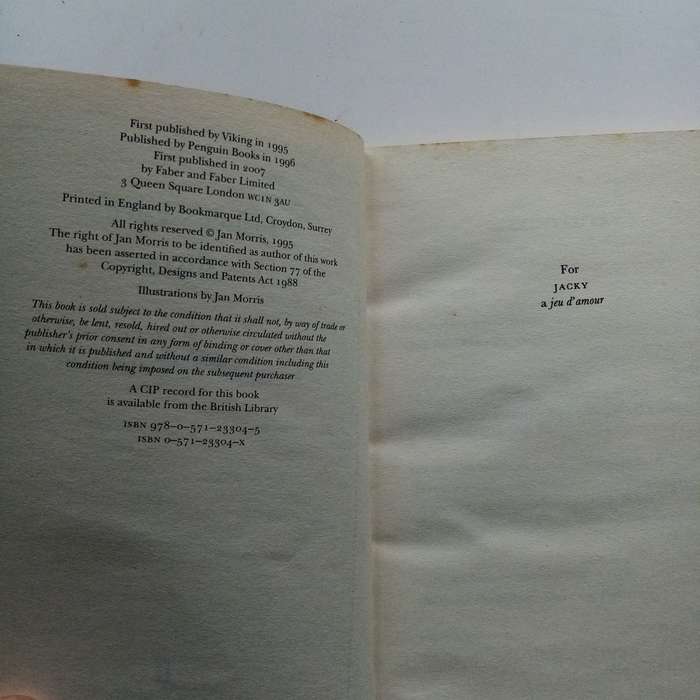 First published by Viking in 1995
Published by Penguin Books in 1996
First published in 2007
by Faber and Faber Limited
3 Queen Square London WC1N 3AU
Printed in England by Bookmarque Ltd, Croydon, Surrey
All rights reserved © Jan Morris, 1995
The right of Jan Morris to be identified as author of this work
has been asserted in accordance with Section 77 of the
Copyright, Designs and Patents Act 1988
Illustrations by Jan Morris
This book is sold subject to the condition that it shall not, by way of trade or
otherwise, be lent, resold, hired out or otherwise circulated without the
publisher's prior consent in any form of binding or cover other than that
in which it is published and without a similar condition including this
condition being imposed on the subsequent purchaser
A CIP record for this book
is available from the British Library
ISBN 978-0-571-23304-5
ISBN 0-571-23304-X
For
JACKY
a jeu d'amour